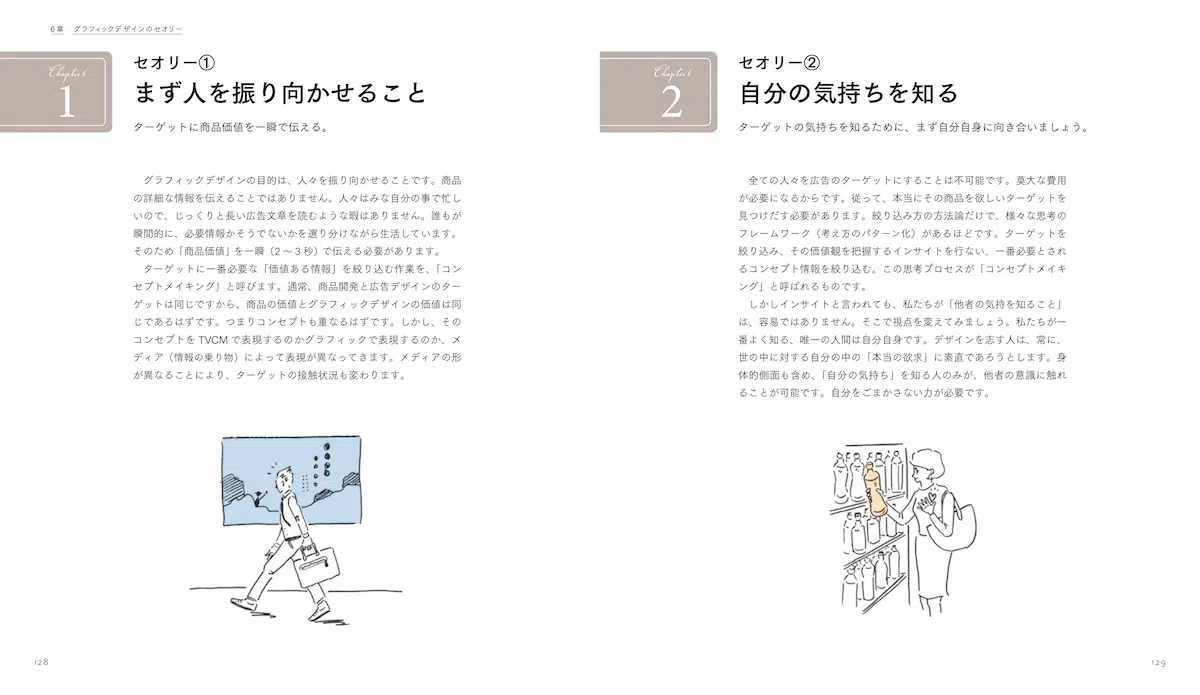 6章 グラフィックデザインのセオリー
Chapter 6
1
セオリー①
まず人を振り向かせること
ターゲットに商品価値を一瞬で伝える。
グラフィックデザインの目的は、人々を振り向かせることです。商品
の詳細な情報を伝えることではありません。人々はみな自分の事で忙し
いので、じっくりと長い広告文章を読むような暇はありません。誰もが
瞬間的に、必要情報かそうでないかを選り分けながら生活しています。
そのため「商品価値」を一瞬（2～3秒）で伝える必要があります。
ターゲットに一番必要な「価値ある情報」を絞り込む作業を、「コン
セプトメイキング」と呼びます。通常、商品開発と広告デザインのター
ゲットは同じですから、商品の価値とグラフィックデザインの価値は同
じであるはずです。つまりコンセプトも重なるはずです。しかし、その
コンセプトを TVCM で表現するのかグラフィックで表現するのか、メ
ディア（情報の乗り物）によって表現が異なってきます。メディアの形
が異なることにより、ターゲットの接触状況も変わります。
128
Chapter 6
2
セオリー②
自分の気持ちを知る
ターゲットの気持ちを知るために、まず自分自身に向き合いましょう。
全ての人々を広告のターゲットにすることは不可能です。莫大な費用
が必要になるからです。従って、本当にその商品を欲しいターゲットを
見つけだす必要があります。絞り込み方の方法論だけで、様々な思考の
フレームワーク（考え方のパターン化）があるほどです。ターゲットを
絞り込み、その価値観を把握するインサイトを行ない、一番必要とされ
るコンセプト情報を絞り込む。この思考プロセスが「コンセプトメイキ
ング」と呼ばれるものです。
しかしインサイトと言われても、私たちが「他者の気持を知ること」
は、容易ではありません。そこで視点を変えてみましょう。私たちが一
番よく知る、唯一の人間は自分自身です。デザインを志す人は、常に、
世の中に対する自分の中の「本当の欲求」に素直であろうとします。身
体的側面も含め、「自分の気持ち」を知る人のみが、他者の意識に触れ
ることが可能です。自分をごまかさない力が必要です。
129